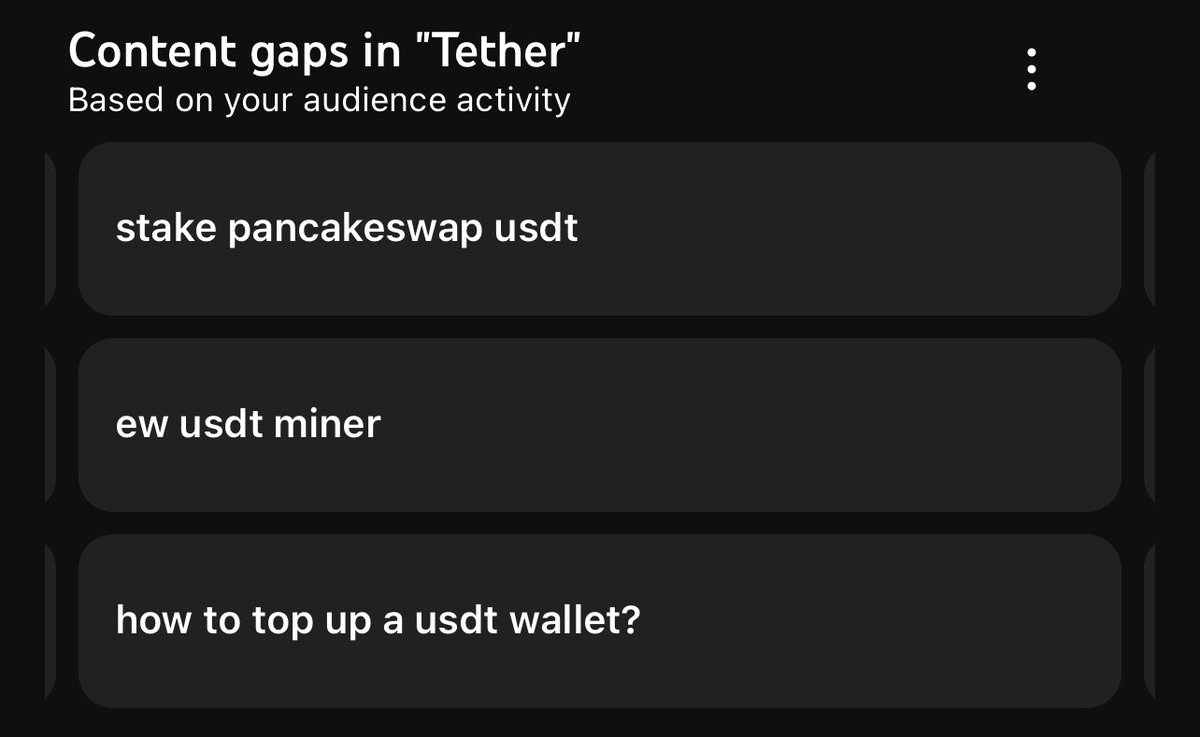 Content gaps in "Tether"
Based on your audience activity
stake pancakeswap usdt
ew usdt miner
how to top up a usdt wallet?